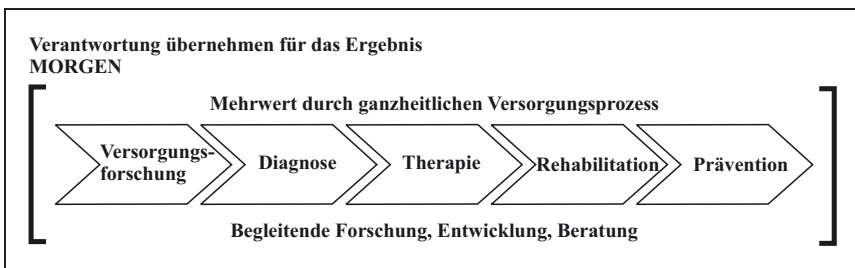 Verantwortung übernehmen für das Ergebnis
MORGEN
Mehrwert durch ganzheitlichen Versorgungsprozess
Versorgungs-
forschung
Diagnose
Therapie
Rehabilitation
Prävention
Begleitende Forschung, Entwicklung, Beratung